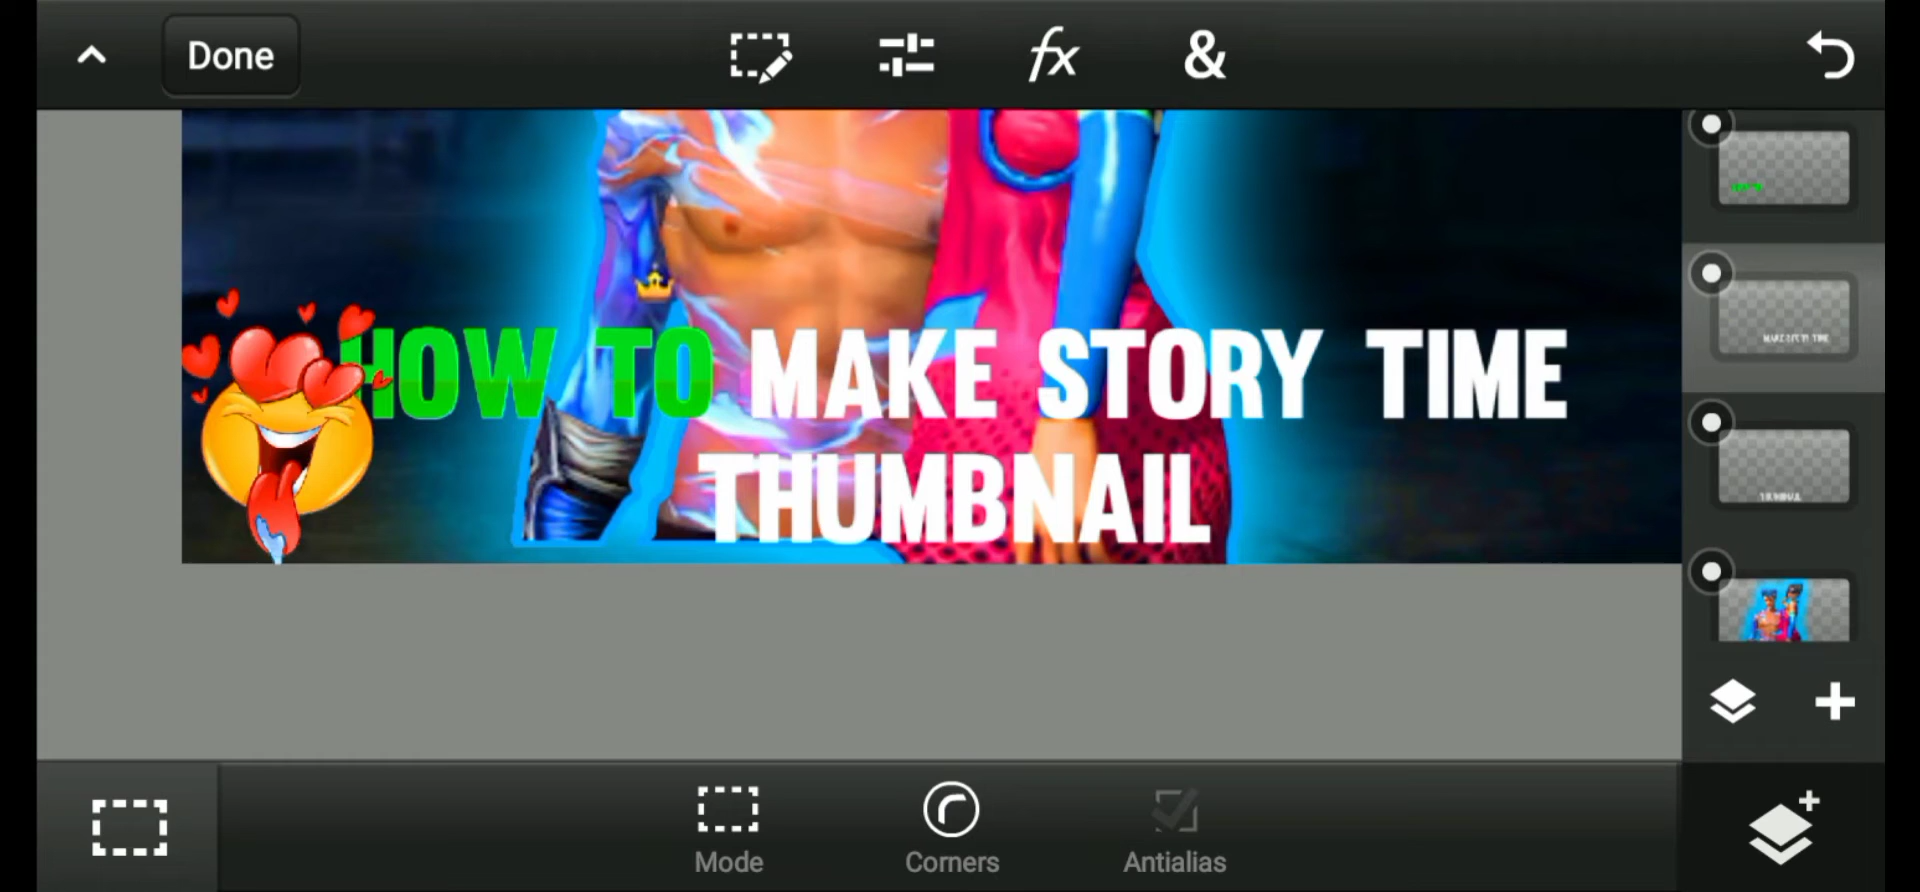 Done
fx
&
HOW TO MAKE STORY TIME
THUMBNAIL
Mode
Corners
Antialias